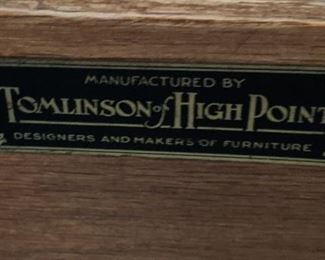 MANUFACTURED BY
TOMLINSON of HIGH POINT
DESIGNERS AND MAKERS OF FURNITURE